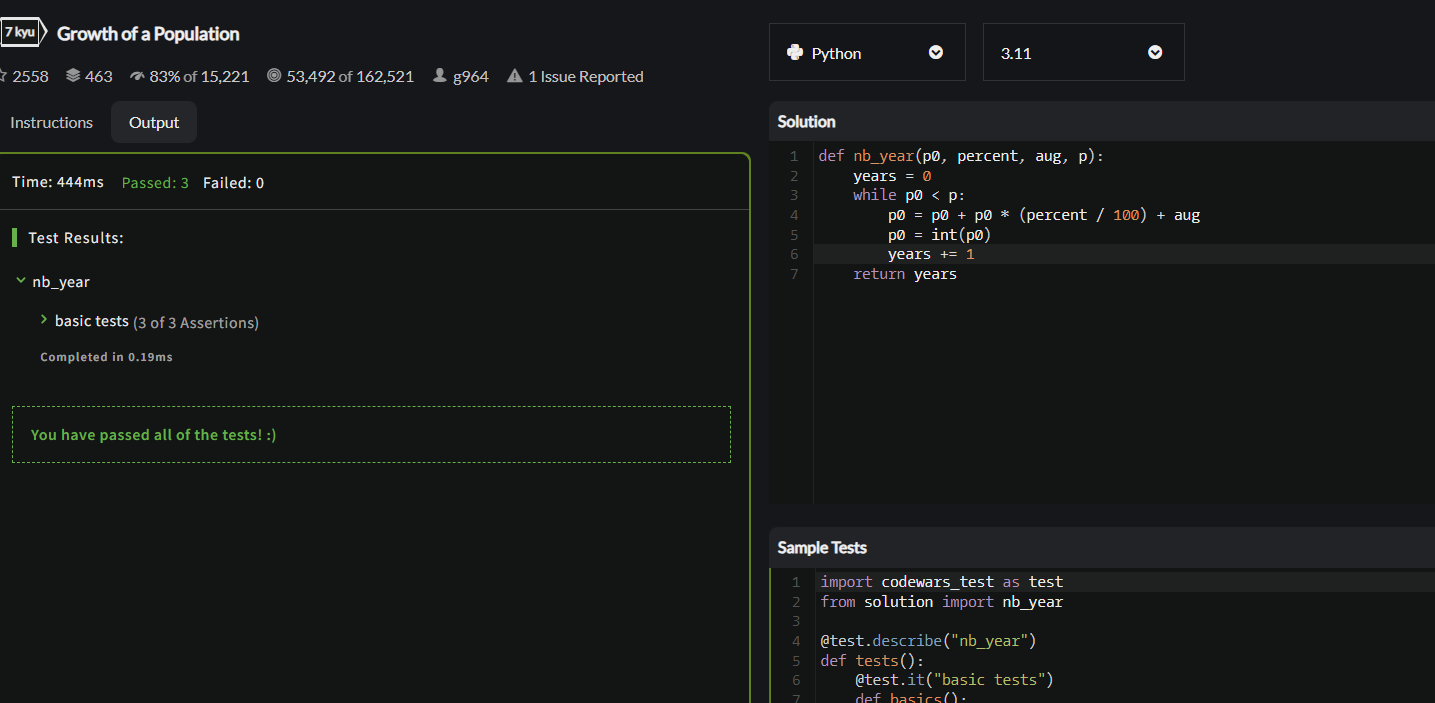 7 kyu Growth of a Population
2558 463 83% of 15,221 53,492 of 162,521 g964 1 Issue Reported
Instructions Output
Time: 444ms Passed: 3 Failed: 0
Test Results:
nb_year
basic tests (3 of 3 Assertions)
Completed in 0.19ms
You have passed all of the tests! :)
Python 3.11
Solution
1 def nb_year(p0, percent, aug, p):
2     years = 0
3     while p0 < p:
4         p0 = p0 + p0 * (percent / 100) + aug
5         p0 = int(p0)
6         years += 1
7     return years
Sample Tests
1 import codewars_test as test
2 from solution import nb_year
3
4 @test.describe("nb_year")
5 def tests():
6     @test.it("basic tests")
7     def basics():